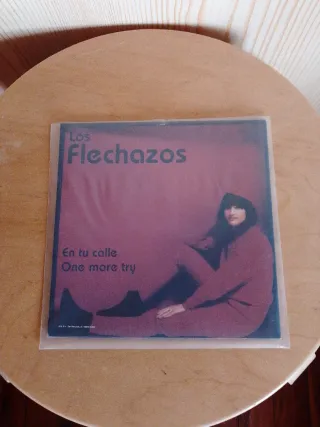 Los
Flechazos
En tu calle
One more try